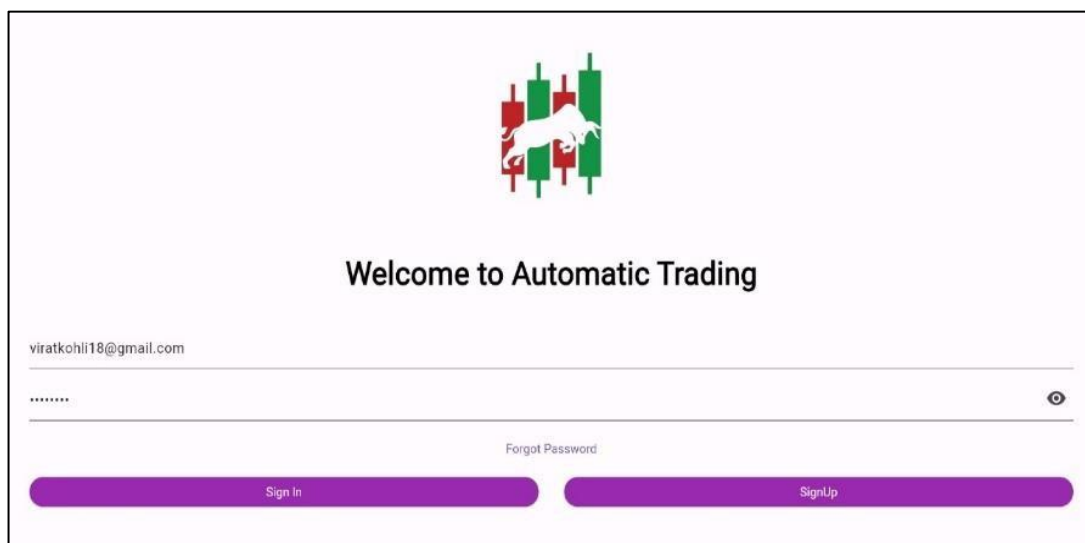 Welcome to Automatic Trading
viratkohli18@gmail.com
••••••••
Forgot Password
Sign In
SignUp